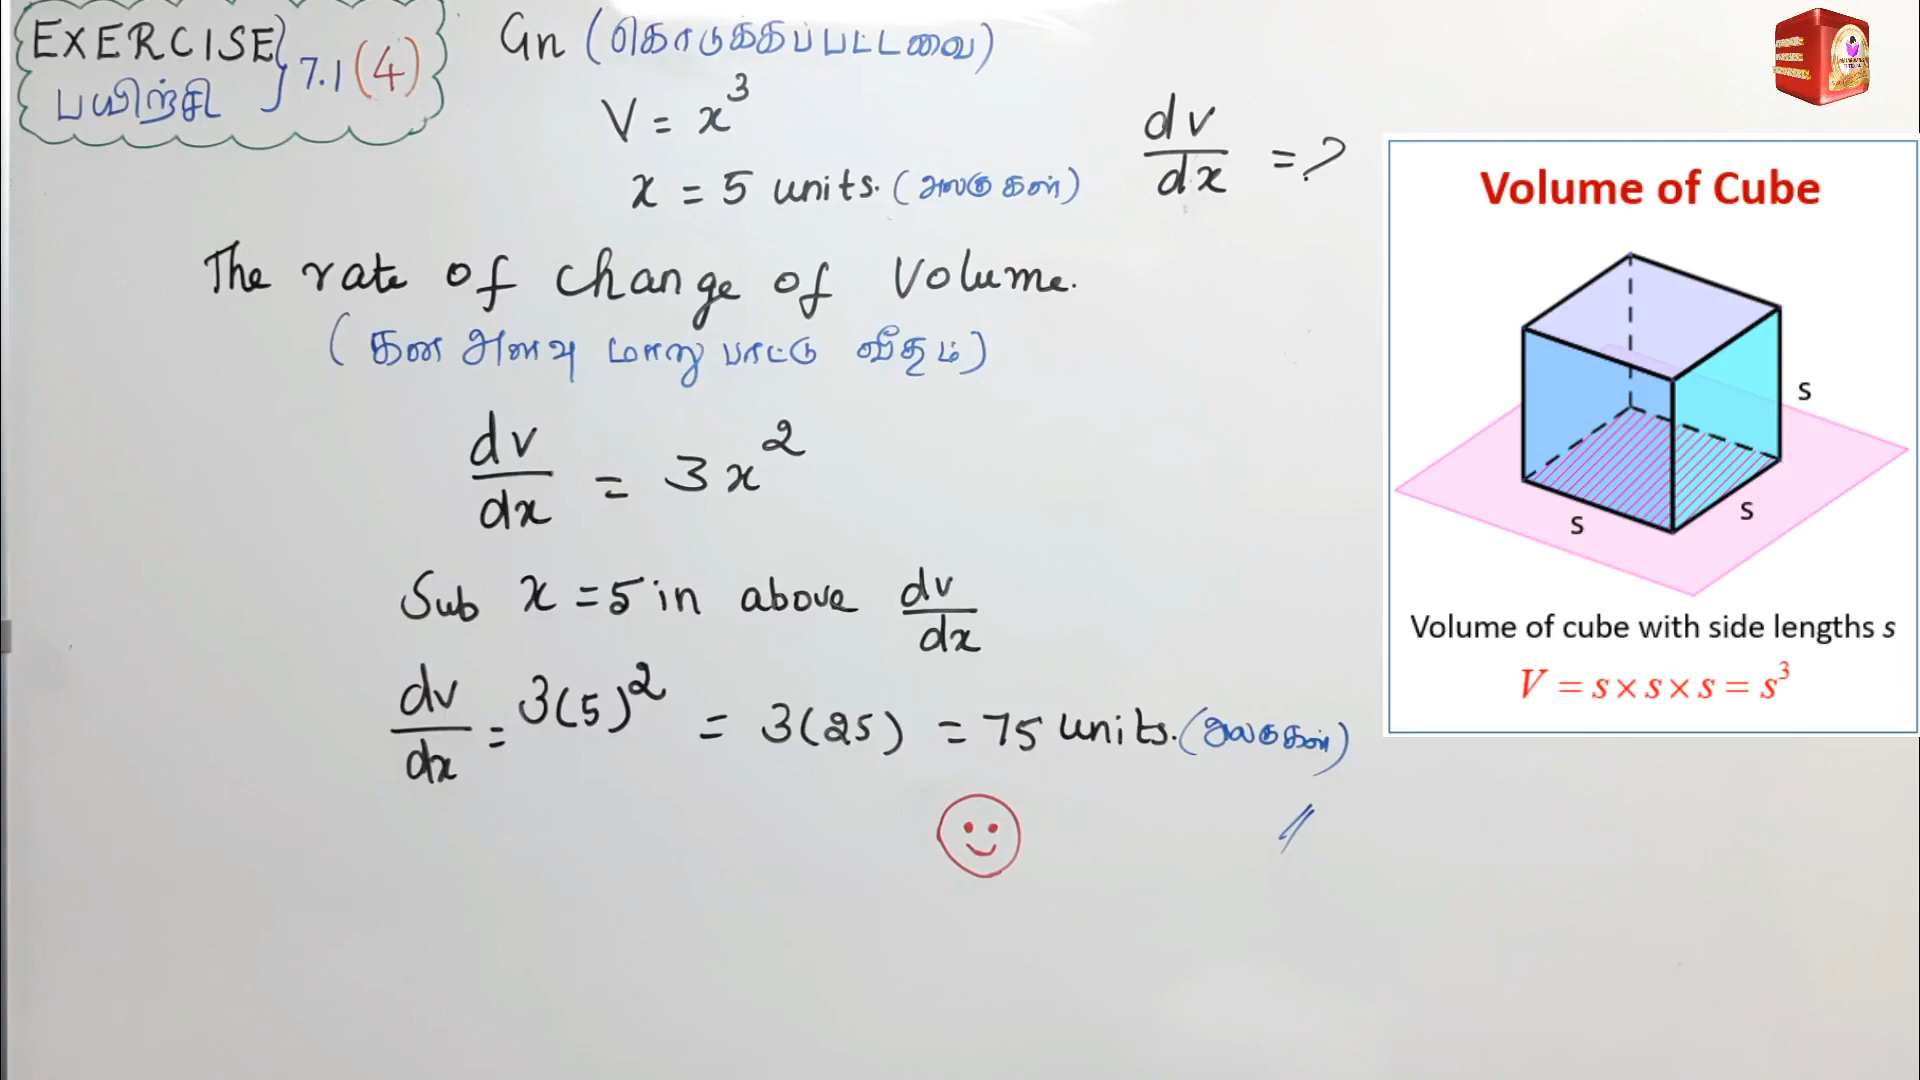 EXERCISE
பயிற்சி } 7.1 (4)
Gn (கொடுக்கப்பட்டவை)
V = x³
x = 5 units. (அலகுகள்)
dv/dx = ?
The rate of change of Volume.
(கன அளவு மாறுபாட்டு வீதம்)
dv/dx = 3x²
Sub x = 5 in above dv/dx
dv/dx = 3(5)² = 3(25) = 75 units. (அலகுகள்)
Volume of Cube
s
s
s
Volume of cube with side lengths s
V = s × s × s = s³